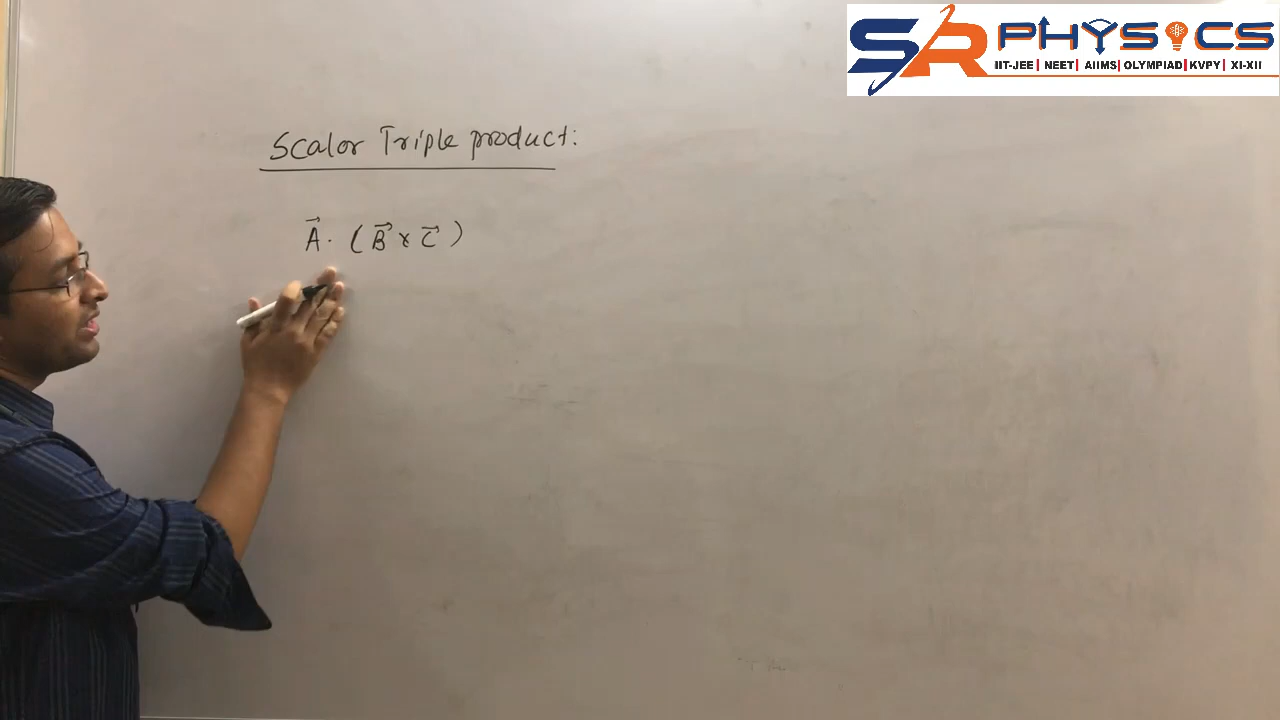 SR PHYSICS
IIT-JEE | NEET | AIIMS | OLYMPIAD | KVPY | XI-XII
Scalor Triple product:
A⃗ · ( B⃗ × C⃗ )